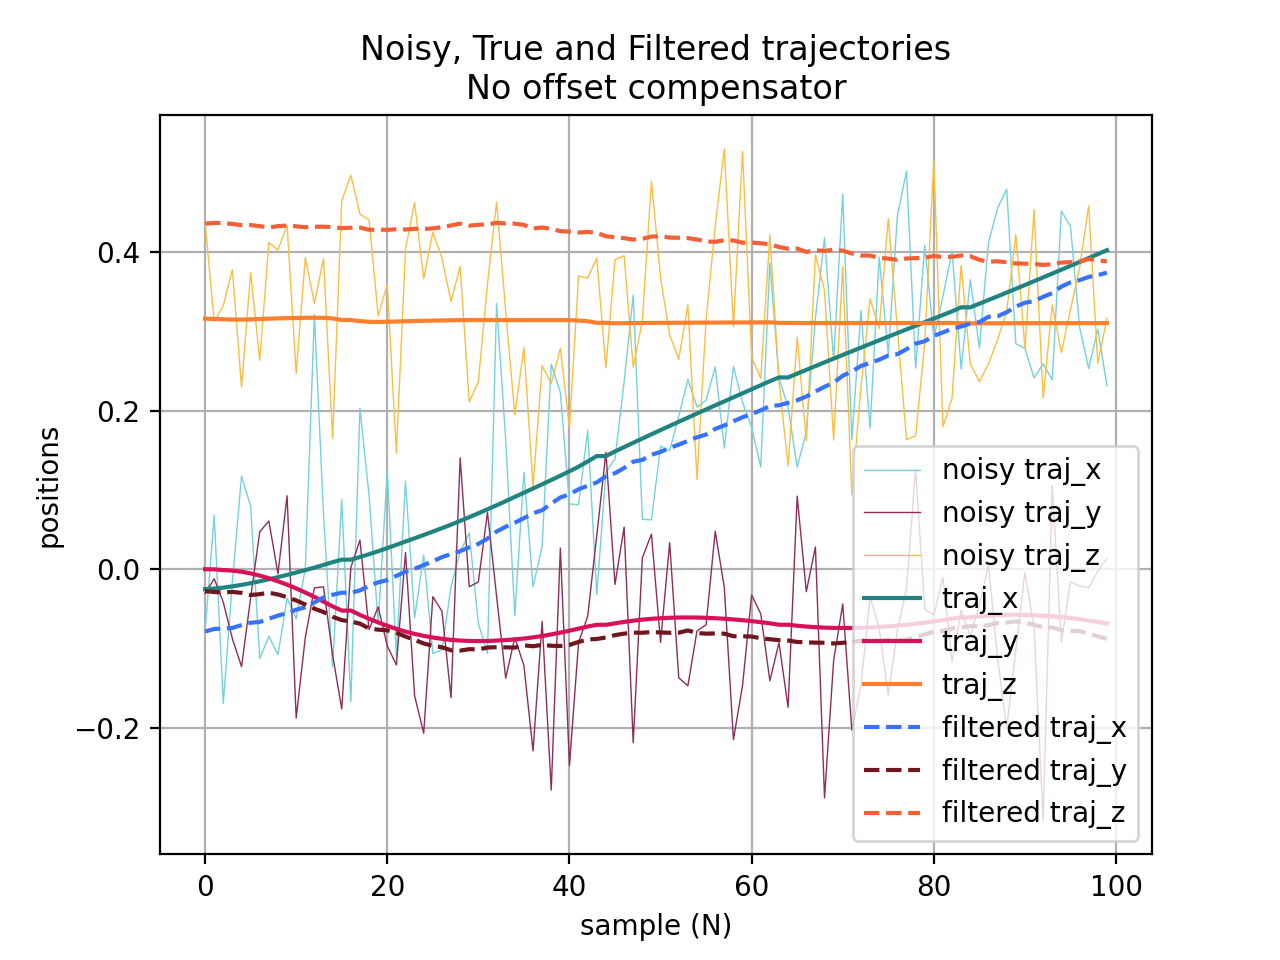 Noisy, True and Filtered trajectories
No offset compensator
positions
0.4
0.2
0.0
−0.2
0 20 40 60 80 100
sample (N)
noisy traj_x
noisy traj_y
noisy traj_z
traj_x
traj_y
traj_z
filtered traj_x
filtered traj_y
filtered traj_z